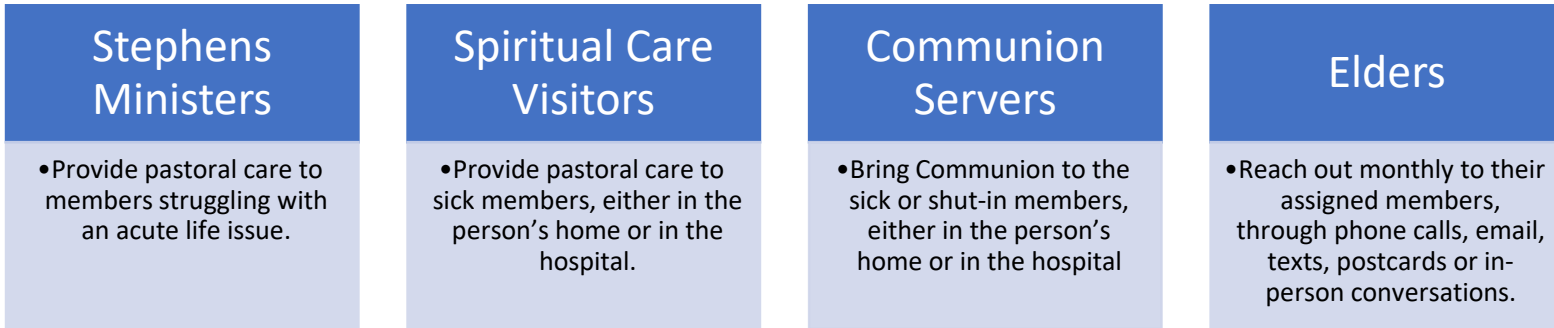 Stephens
Ministers
•Provide pastoral care to
members struggling with
an acute life issue.
Spiritual Care
Visitors
•Provide pastoral care to
sick members, either in the
person’s home or in the
hospital.
Communion
Servers
•Bring Communion to the
sick or shut-in members,
either in the person’s
home or in the hospital
Elders
•Reach out monthly to their
assigned members,
through phone calls, email,
texts, postcards or in-
person conversations.